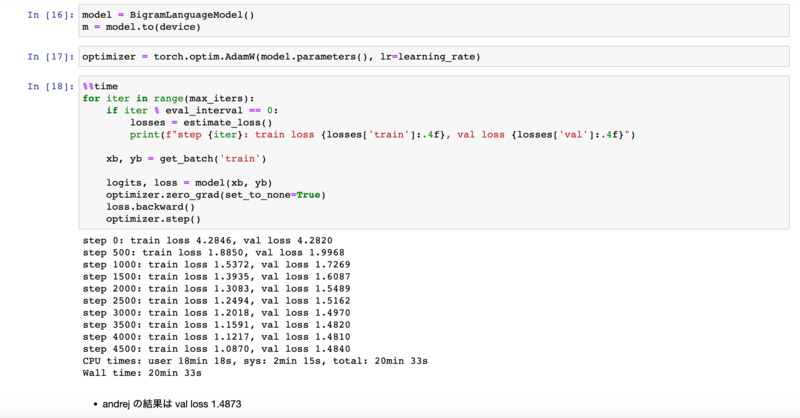 In [16]: model = BigramLanguageModel()
m = model.to(device)
In [17]: optimizer = torch.optim.AdamW(model.parameters(), lr=learning_rate)
In [18]: %%time
for iter in range(max_iters):
    if iter % eval_interval == 0:
        losses = estimate_loss()
        print(f"step {iter}: train loss {losses['train']:.4f}, val loss {losses['val']:.4f}")
    xb, yb = get_batch('train')
    logits, loss = model(xb, yb)
    optimizer.zero_grad(set_to_none=True)
    loss.backward()
    optimizer.step()
step 0: train loss 4.2846, val loss 4.2820
step 500: train loss 1.8850, val loss 1.9968
step 1000: train loss 1.5372, val loss 1.7269
step 1500: train loss 1.3935, val loss 1.6087
step 2000: train loss 1.3083, val loss 1.5489
step 2500: train loss 1.2494, val loss 1.5162
step 3000: train loss 1.2018, val loss 1.4970
step 3500: train loss 1.1591, val loss 1.4820
step 4000: train loss 1.1217, val loss 1.4810
step 4500: train loss 1.0870, val loss 1.4840
CPU times: user 18min 18s, sys: 2min 15s, total: 20min 33s
Wall time: 20min 33s
• andrej の結果は val loss 1.4873